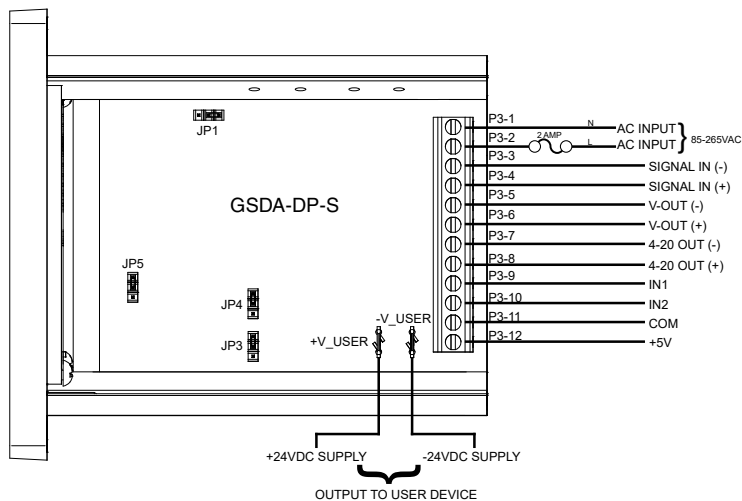 P3-1
N
AC INPUT
P3-2
2 AMP
L
AC INPUT
85-265VAC
P3-3
SIGNAL IN (-)
P3-4
SIGNAL IN (+)
P3-5
V-OUT (-)
P3-6
V-OUT (+)
P3-7
4-20 OUT (-)
P3-8
4-20 OUT (+)
P3-9
IN1
P3-10
IN2
P3-11
COM
P3-12
+5V
JP1
GSDA-DP-S
JP5
JP4
-V_USER
+V_USER
JP3
+24VDC SUPPLY
-24VDC SUPPLY
OUTPUT TO USER DEVICE